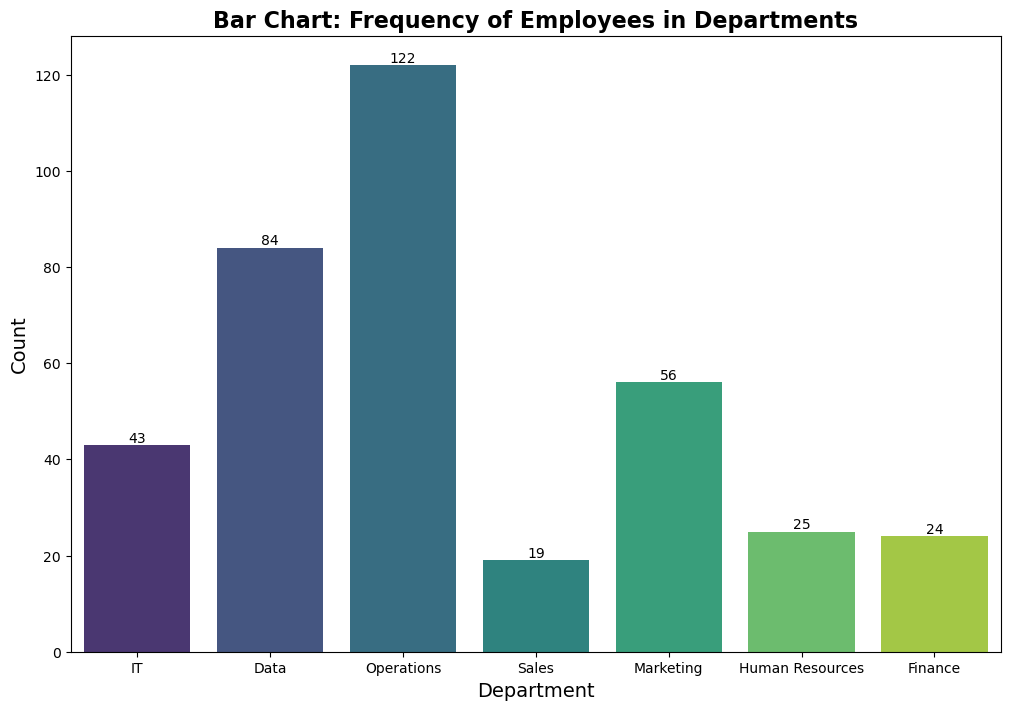 Bar Chart: Frequency of Employees in Departments
Count
120
100
80
60
40
20
0
43
84
122
19
56
25
24
IT
Data
Operations
Sales
Marketing
Human Resources
Finance
Department